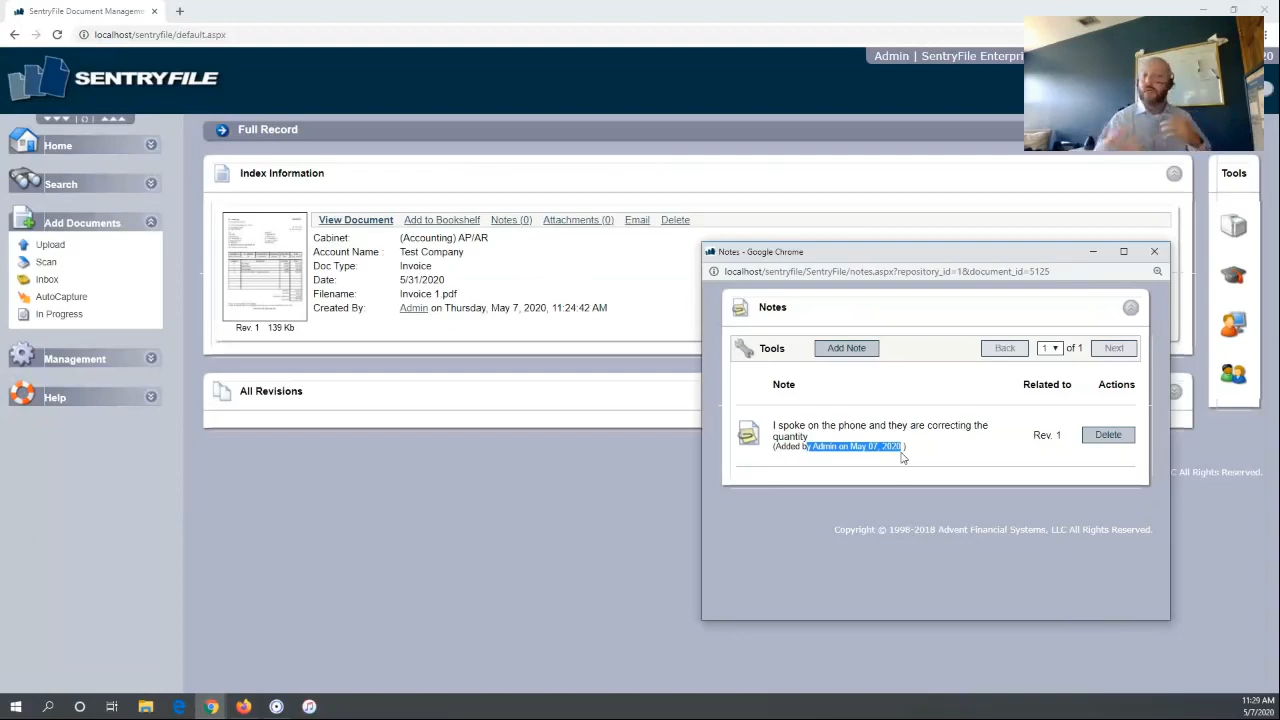 SentryFile Document Manageme
localhost/sentryfile/default.aspx
SENTRYFILE
Admin | SentryFile Enterpri
20
Home
Search
Add Documents
Upload
Scan
Inbox
AutoCapture
In Progress
Management
Help
Full Record
Index Information
View Document Add to Bookshelf Notes (0) Attachments (0) Email Delete
Cabinet (Accounting) AP/AR
Account Name : Test Company
Doc Type: Invoice
Date: 5/31/2020
Filename: Invoice 1.pdf
Created By: Admin on Thursday, May 7, 2020, 11:24:42 AM
Rev. 1 139 Kb
All Revisions
Tools
Notes - Google Chrome
localhost/sentryfile/SentryFile/notes.aspx?repository_id=1&document_id=5125
Notes
Tools Add Note Back 1 of 1 Next
Note Related to Actions
I spoke on the phone and they are correcting the
quantity
(Added by Admin on May 07, 2020 )
Rev. 1 Delete
Copyright © 1998-2018 Advent Financial Systems, LLC All Rights Reserved.
C All Rights Reserved.
11:29 AM
5/7/2020